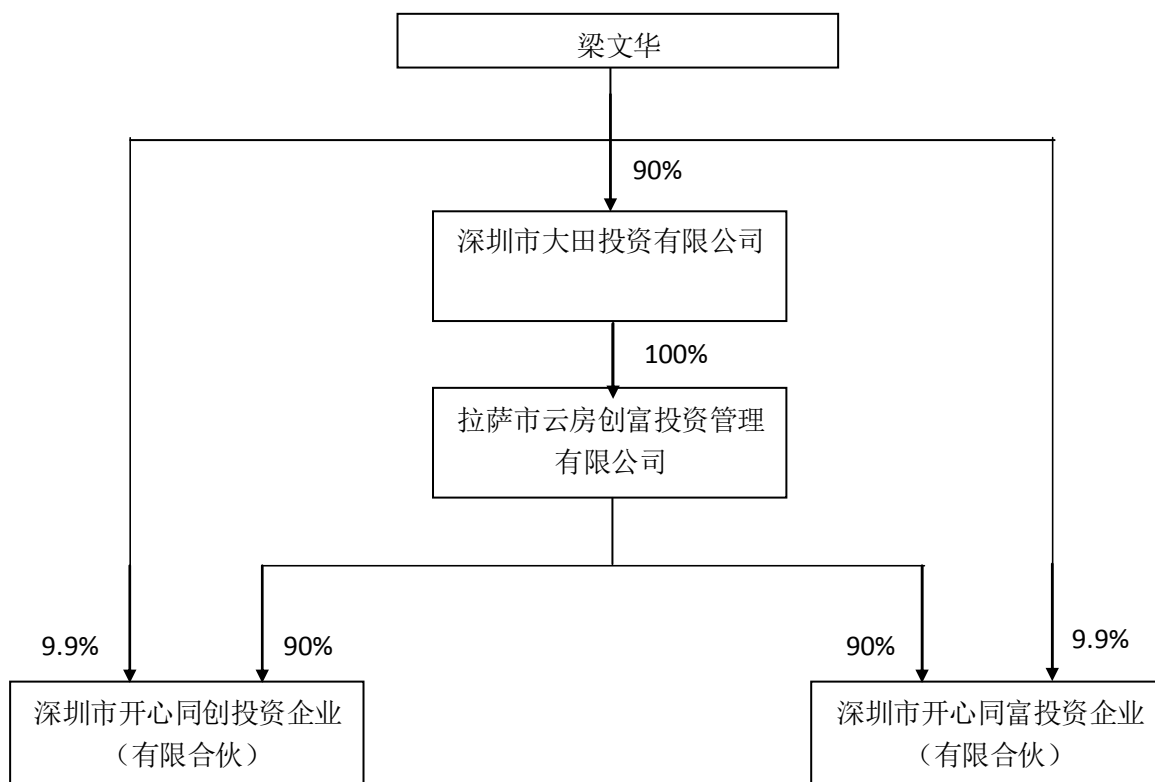 梁文华
90%
深圳市大田投资有限公司
100%
拉萨市云房创富投资管理
有限公司
9.9%
90%
90%
9.9%
深圳市开心同创投资企业
（有限合伙）
深圳市开心同富投资企业
（有限合伙）